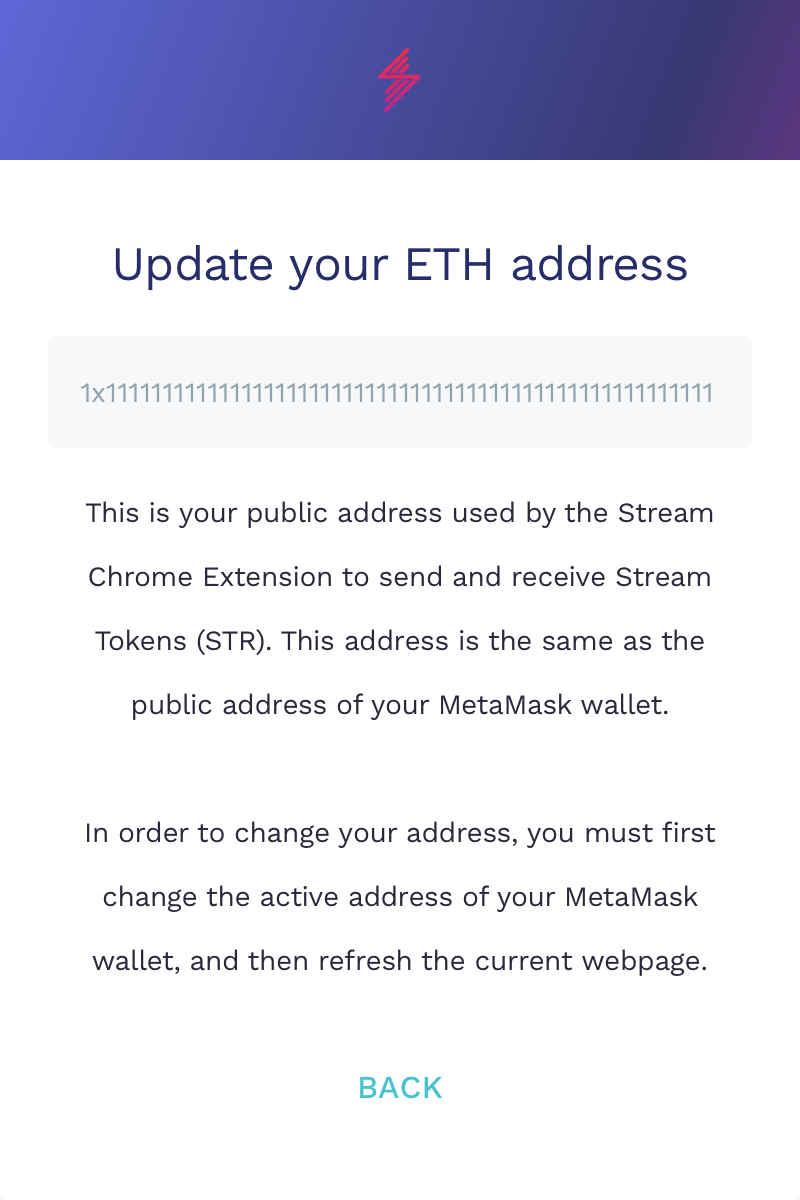 Update your ETH address
1x111111111111111111111111111111111111111111111111111111
This is your public address used by the Stream
Chrome Extension to send and receive Stream
Tokens (STR). This address is the same as the
public address of your MetaMask wallet.
In order to change your address, you must first
change the active address of your MetaMask
wallet, and then refresh the current webpage.
BACK